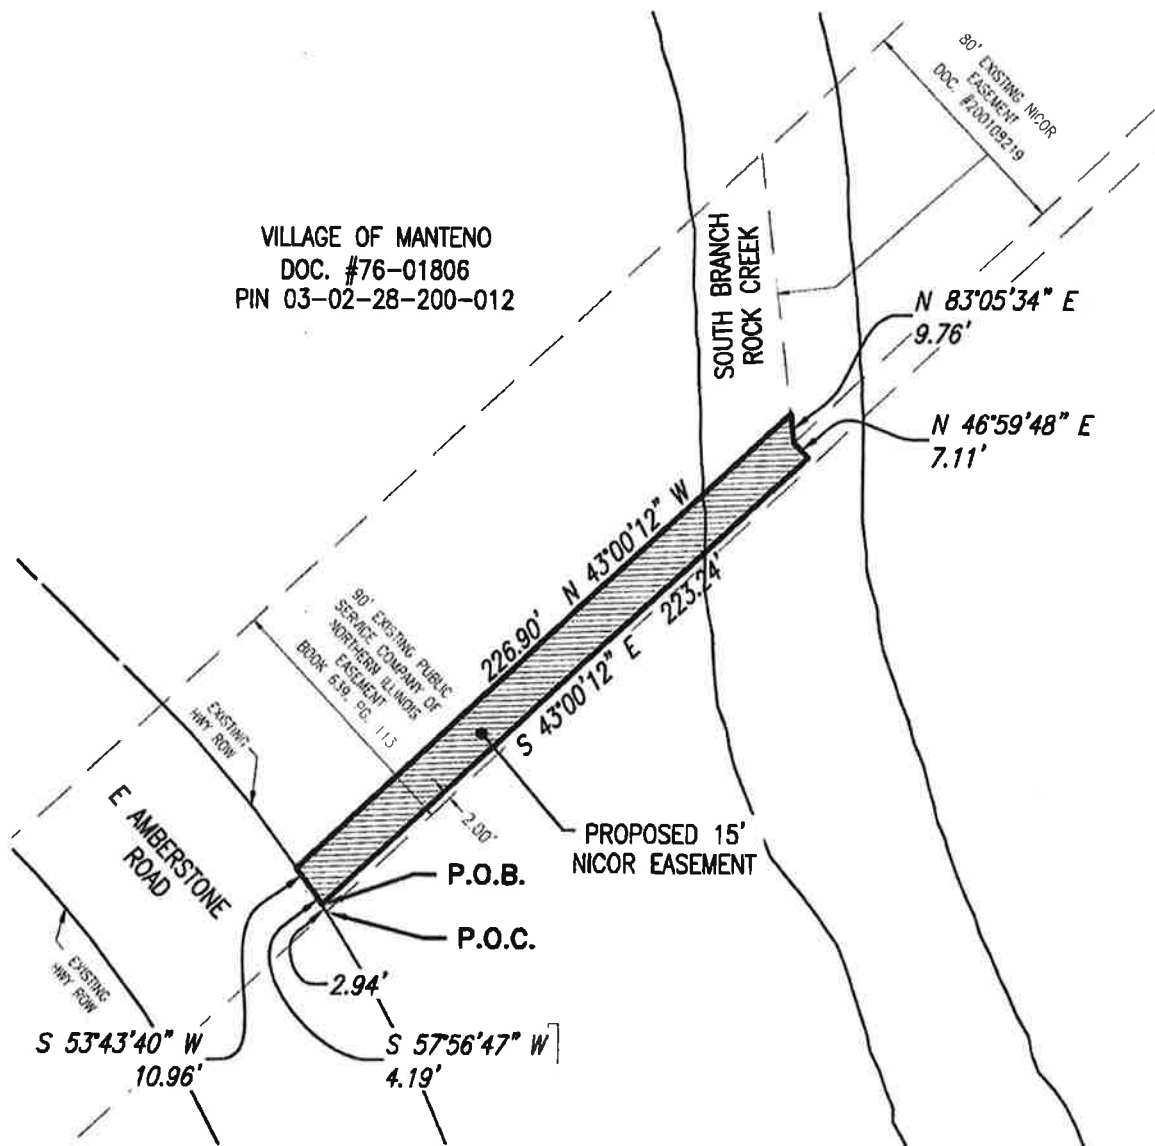 80' EXISTING NICOR
EASEMENT
DOC. #200109219
VILLAGE OF MANTENO
DOC. #76-01806
PIN 03-02-28-200-012
SOUTH BRANCH
ROCK CREEK
N 83°05'34" E
9.76'
N 46°59'48" E
7.11'
226.90' N 43°00'12" W
S 43°00'12" E 223.24'
90' EXISTING PUBLIC
SERVICE COMPANY OF
NORTHERN ILLINOIS
EASEMENT
BOOK 639, PG. 113
EXISTING
HWY ROW
E AMBERSTONE
ROAD
2.00'
PROPOSED 15'
NICOR EASEMENT
P.O.B.
P.O.C.
EXISTING
HWY ROW
2.94'
S 53°43'40" W
10.96'
S 57°56'47" W
4.19'